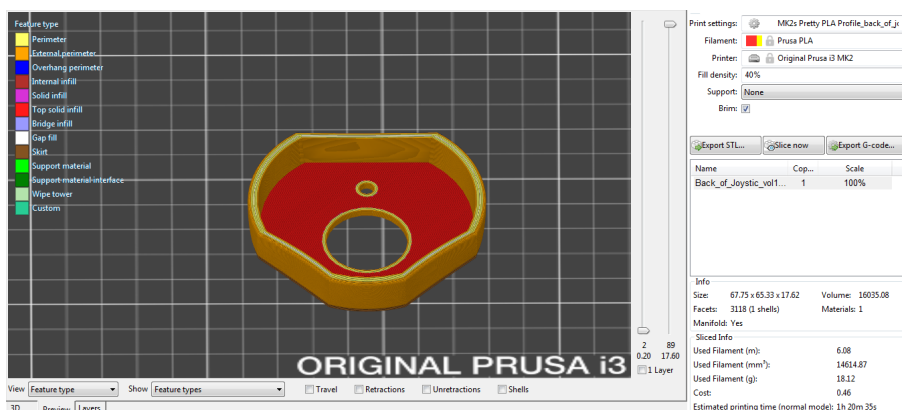 Feature type
Perimeter
External perimeter
Overhang perimeter
Internal infill
Solid infill
Top solid infill
Bridge infill
Gap fill
Skirt
Support material
Support material interface
Wipe tower
Custom
ORIGINAL PRUSA i3
2 89
0.20 17.60
1 Layer
View Feature type Show Feature types Travel Retractions Unretractions Shells
3D Preview Layers
Print settings: MK2s Pretty PLA Profile_back_of_jo
Filament: Prusa PLA
Printer: Original Prusa i3 MK2
Fill density: 40%
Support: None
Brim:
Export STL... Slice now Export G-code...
Name Cop... Scale
Back_of_Joystic_vol1... 1 100%
Info
Size: 67.75 x 65.33 x 17.62 Volume: 16035.08
Facets: 3118 (1 shells) Materials: 1
Manifold: Yes
Sliced Info
Used Filament (m): 6.08
Used Filament (mm³): 14614.87
Used Filament (g): 18.12
Cost: 0.46
Estimated printing time (normal mode): 1h 20m 35s